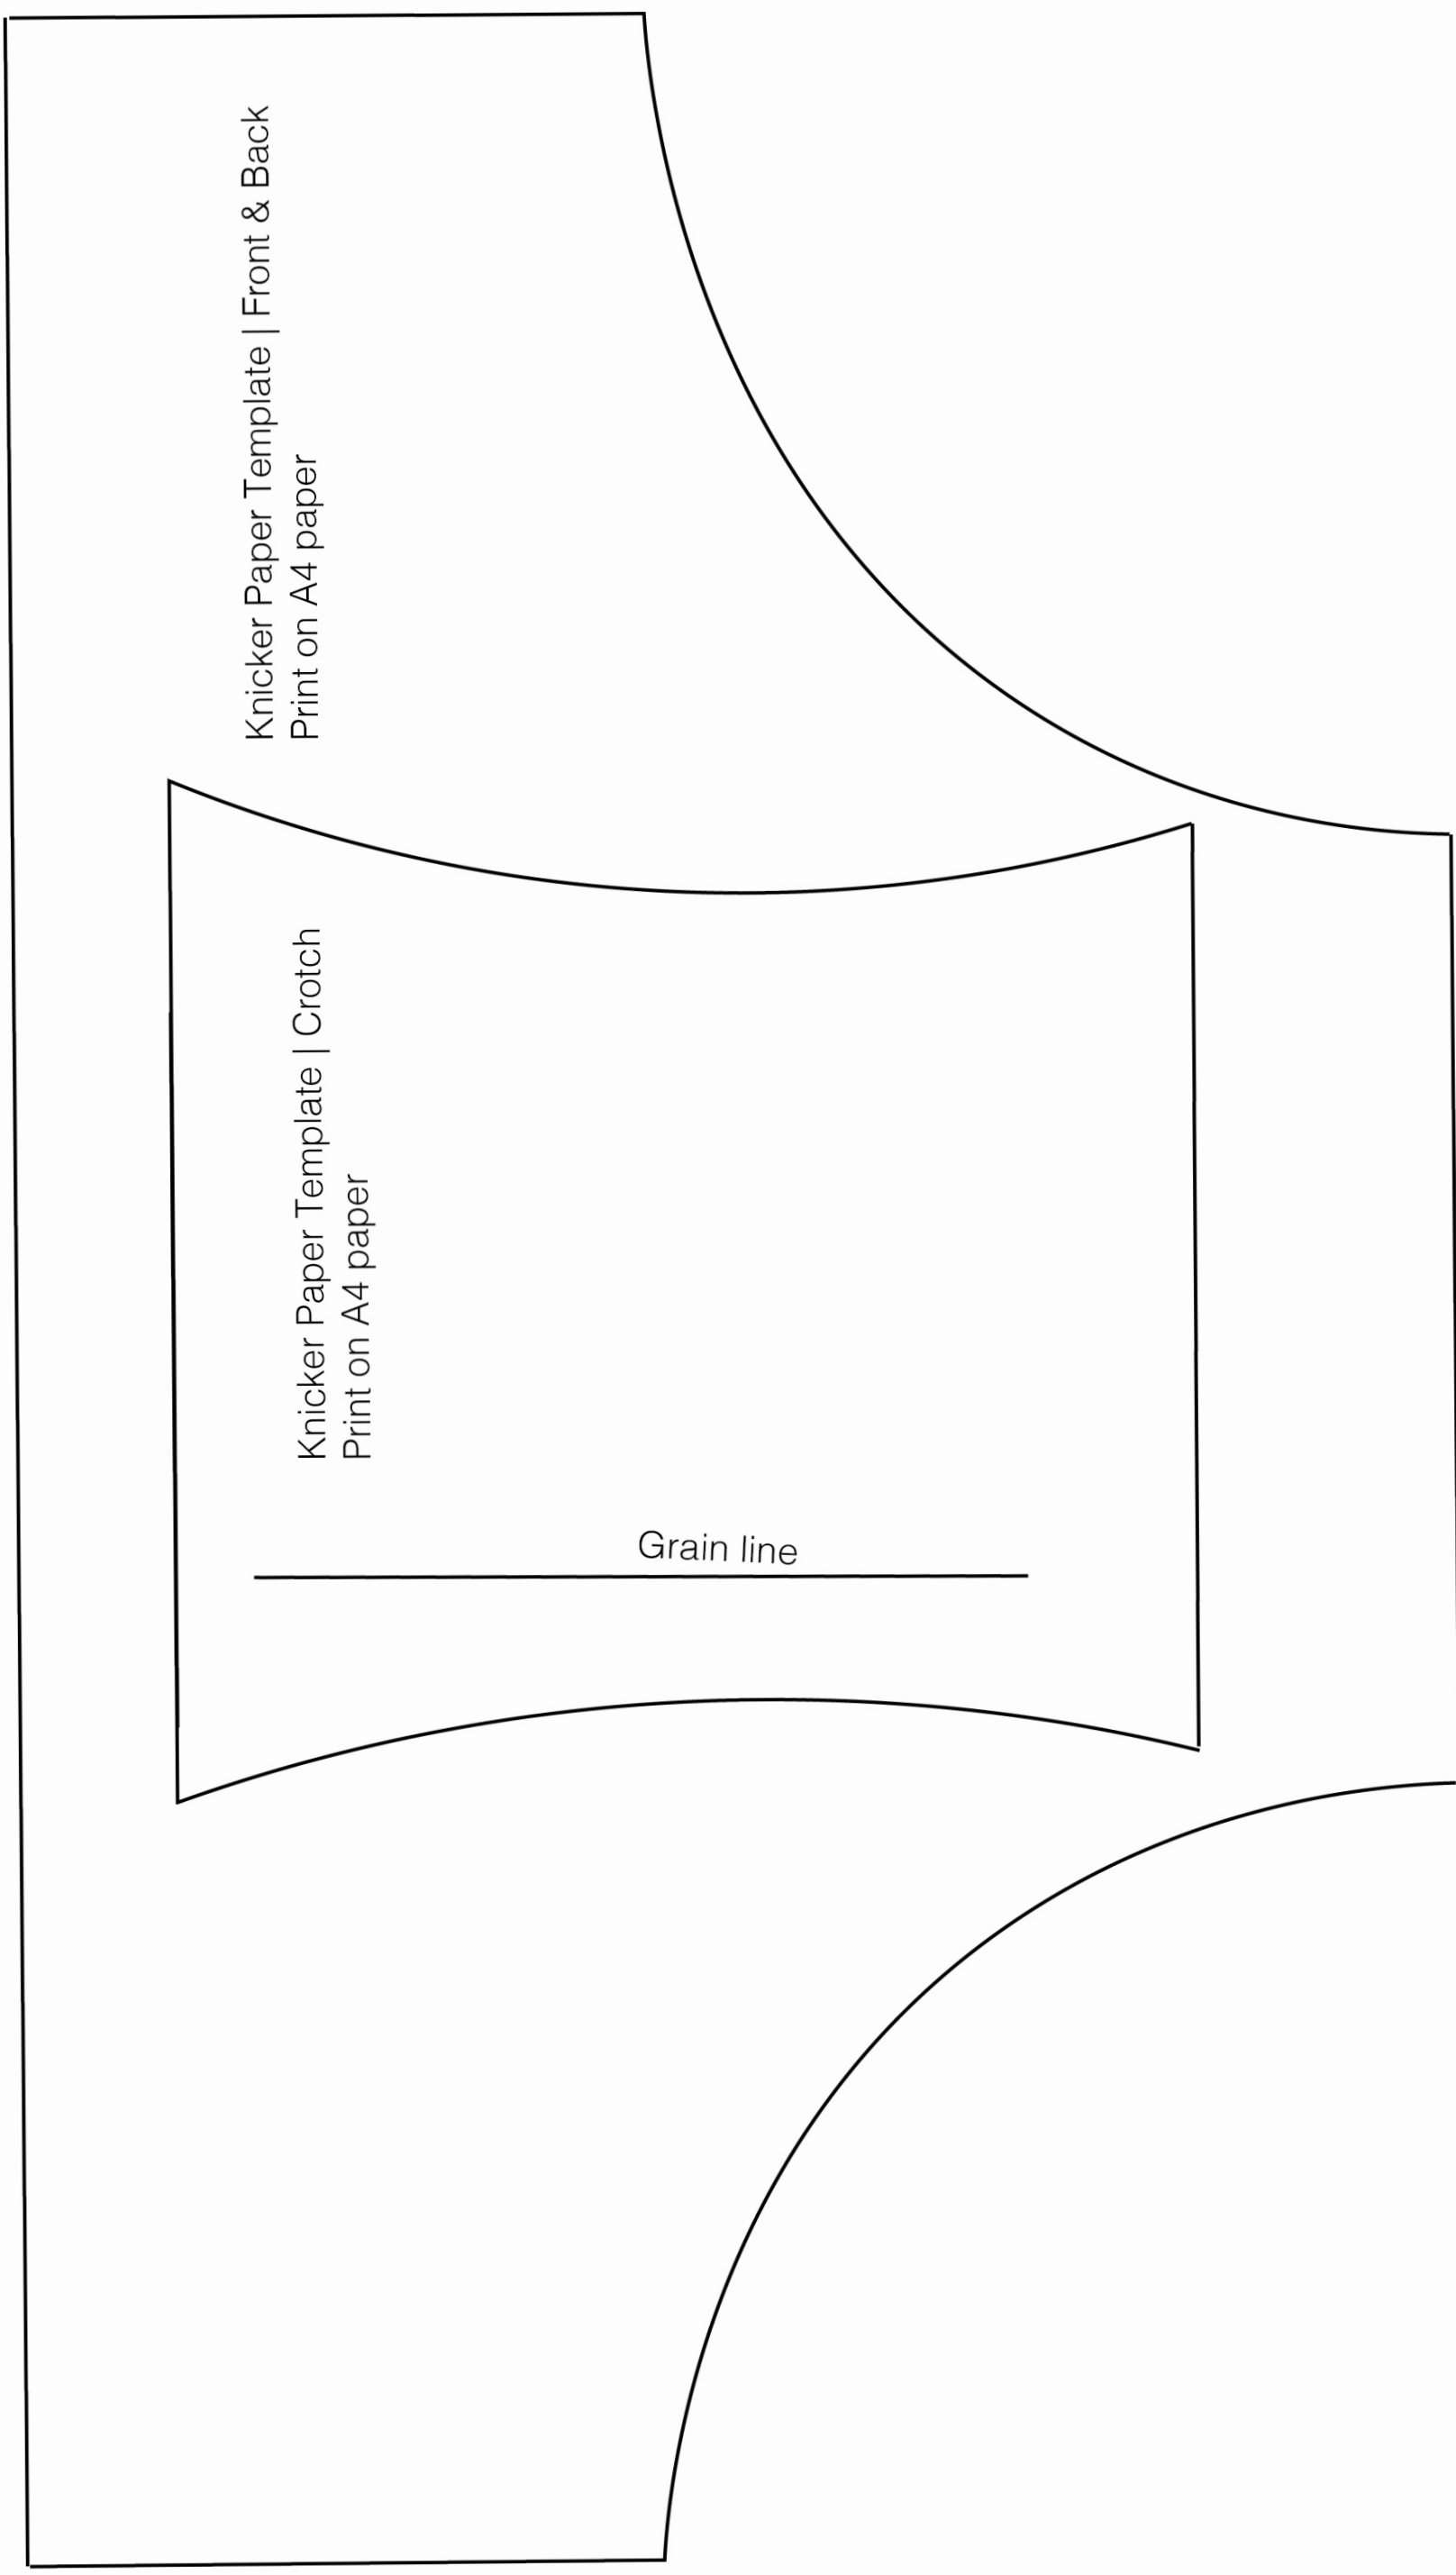 Knicker Paper Template | Front & Back
Print on A4 paper
Knicker Paper Template | Crotch
Print on A4 paper
Grain line